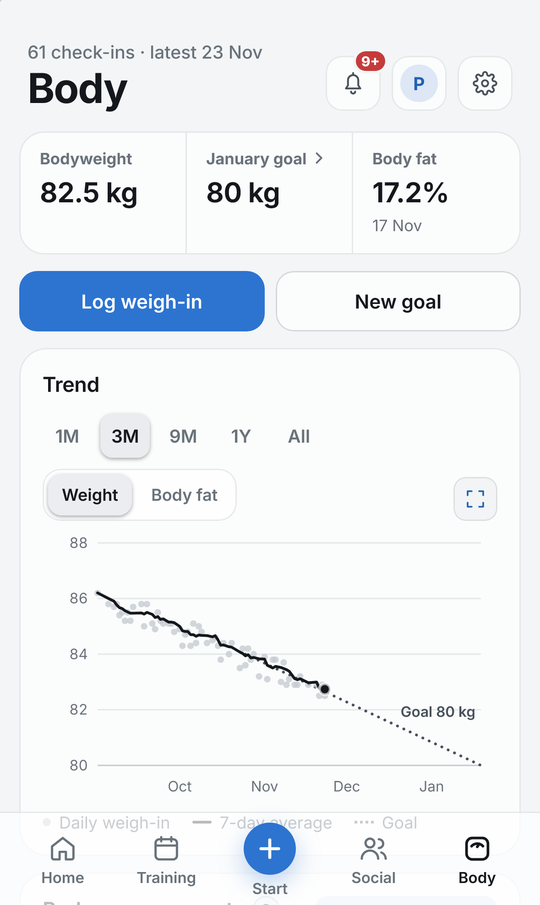 61 check-ins · latest 23 Nov
Body
9+
P
Bodyweight
82.5 kg
January goal
80 kg
Body fat
17.2%
17 Nov
Log weigh-in
New goal
Trend
1M 3M 9M 1Y All
Weight Body fat
88
86
84
82
80
Goal 80 kg
Oct Nov Dec Jan
Daily weigh-in 7-day average Goal
Home Training Start Social Body